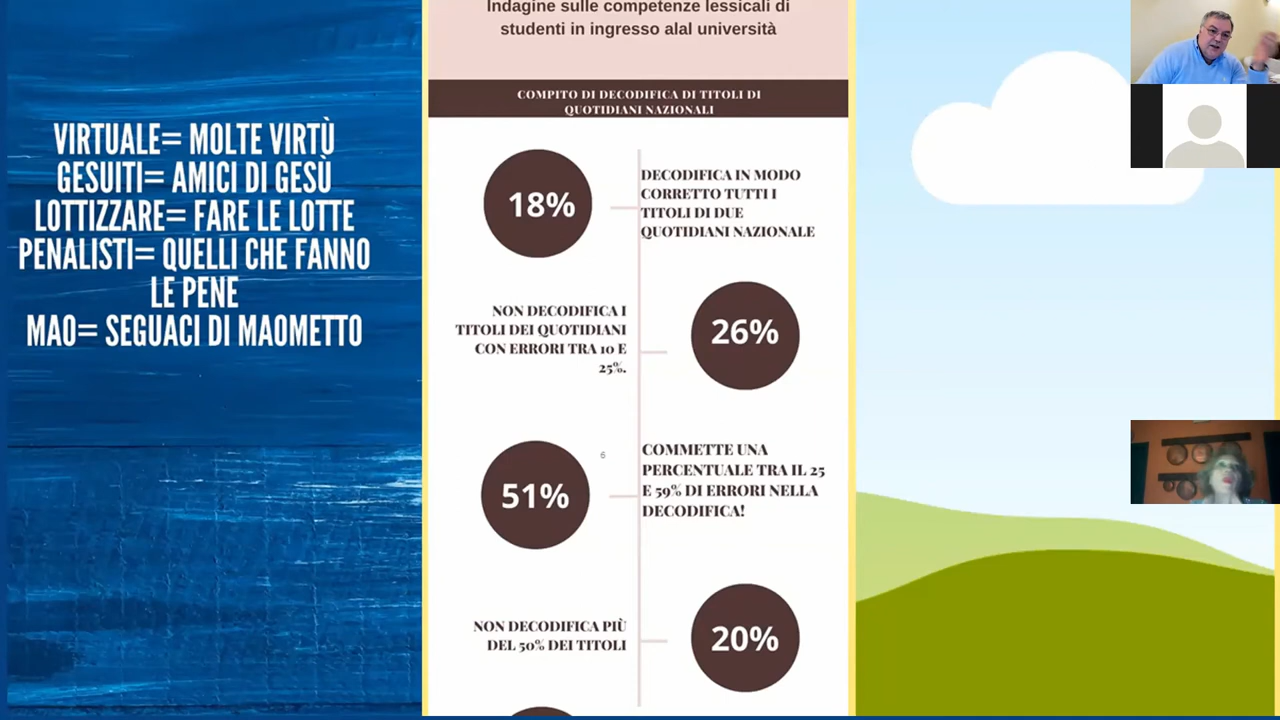 VIRTUALE= MOLTE VIRTÙ
GESUITI= AMICI DI GESÙ
LOTTIZZARE= FARE LE LOTTE
PENALISTI= QUELLI CHE FANNO
LE PENE
MAO= SEGUACI DI MAOMETTO
Indagine sulle competenze lessicali di
studenti in ingresso alal università
COMPITO DI DECODIFICA DI TITOLI DI
QUOTIDIANI NAZIONALI
18%
DECODIFICA IN MODO
CORRETTO TUTTI I
TITOLI DI DUE
QUOTIDIANI NAZIONALE
NON DECODIFICA I
TITOLI DEI QUOTIDIANI
CON ERRORI TRA 10 E
25%.
26%
51%
6
COMMETTE UNA
PERCENTUALE TRA IL 25
E 59% DI ERRORI NELLA
DECODIFICA!
NON DECODIFICA PIÙ
DEL 50% DEI TITOLI
20%